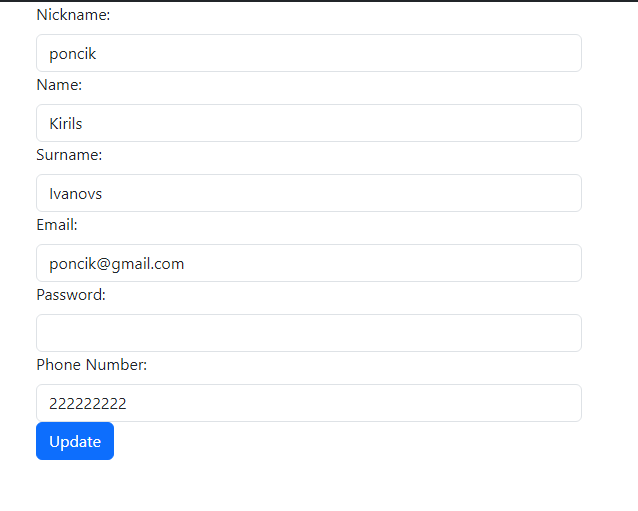 Nickname:
poncik
Name:
Kirils
Surname:
Ivanovs
Email:
poncik@gmail.com
Password:
Phone Number:
222222222
Update